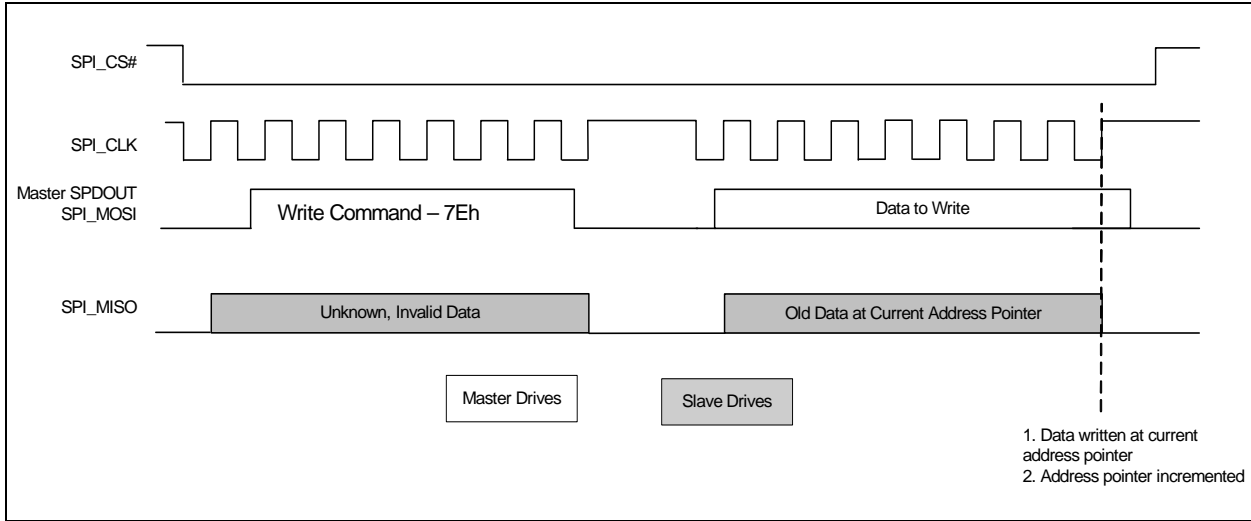 SPI_CS#
SPI_CLK
Master SPDOUT
SPI_MOSI
Write Command – 7Eh
Data to Write
SPI_MISO
Unknown, Invalid Data
Old Data at Current Address Pointer
Master Drives
Slave Drives
1. Data written at current
address pointer
2. Address pointer incremented